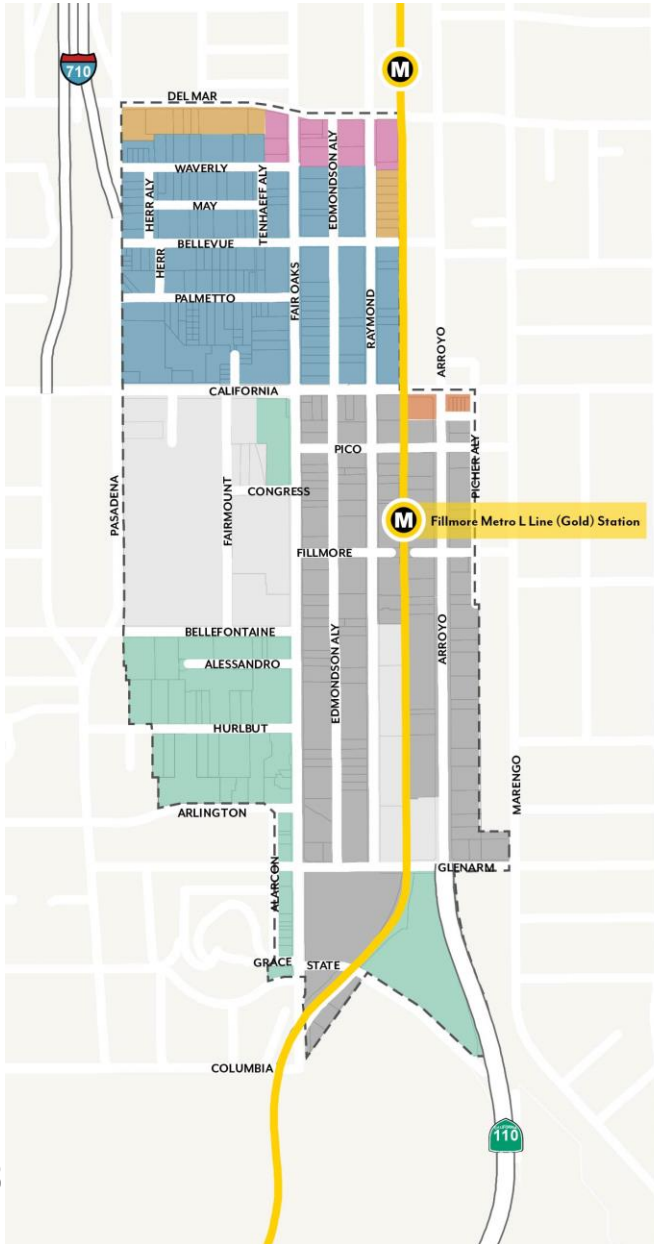 710
M
DEL MAR
WAVERLY
HERR ALY
MAY
TENHAEFF ALY
EDMONDSON ALY
BELLEVUE
HERR
PALMETTO
FAIR OAKS
RAYMOND
ARROYO
CALIFORNIA
PICO
PICHER ALY
PASADENA
FAIRMOUNT
CONGRESS
M
Fillmore Metro L Line (Gold) Station
FILLMORE
BELLEFONTAINE
ALESSANDRO
EDMONDSON ALY
ARROYO
HURLBUT
MARENGO
ARLINGTON
ALARCON
GLENARM
GRACE
STATE
COLUMBIA
CALIFORNIA
110